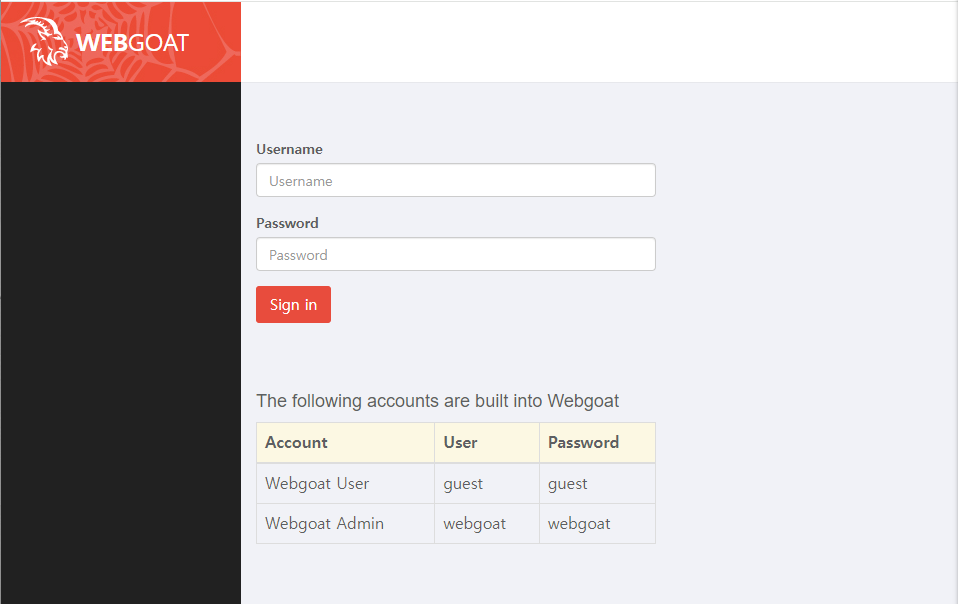 WEBGOAT
Username
Username
Password
Password
Sign in
The following accounts are built into Webgoat
Account User Password
Webgoat User guest guest
Webgoat Admin webgoat webgoat